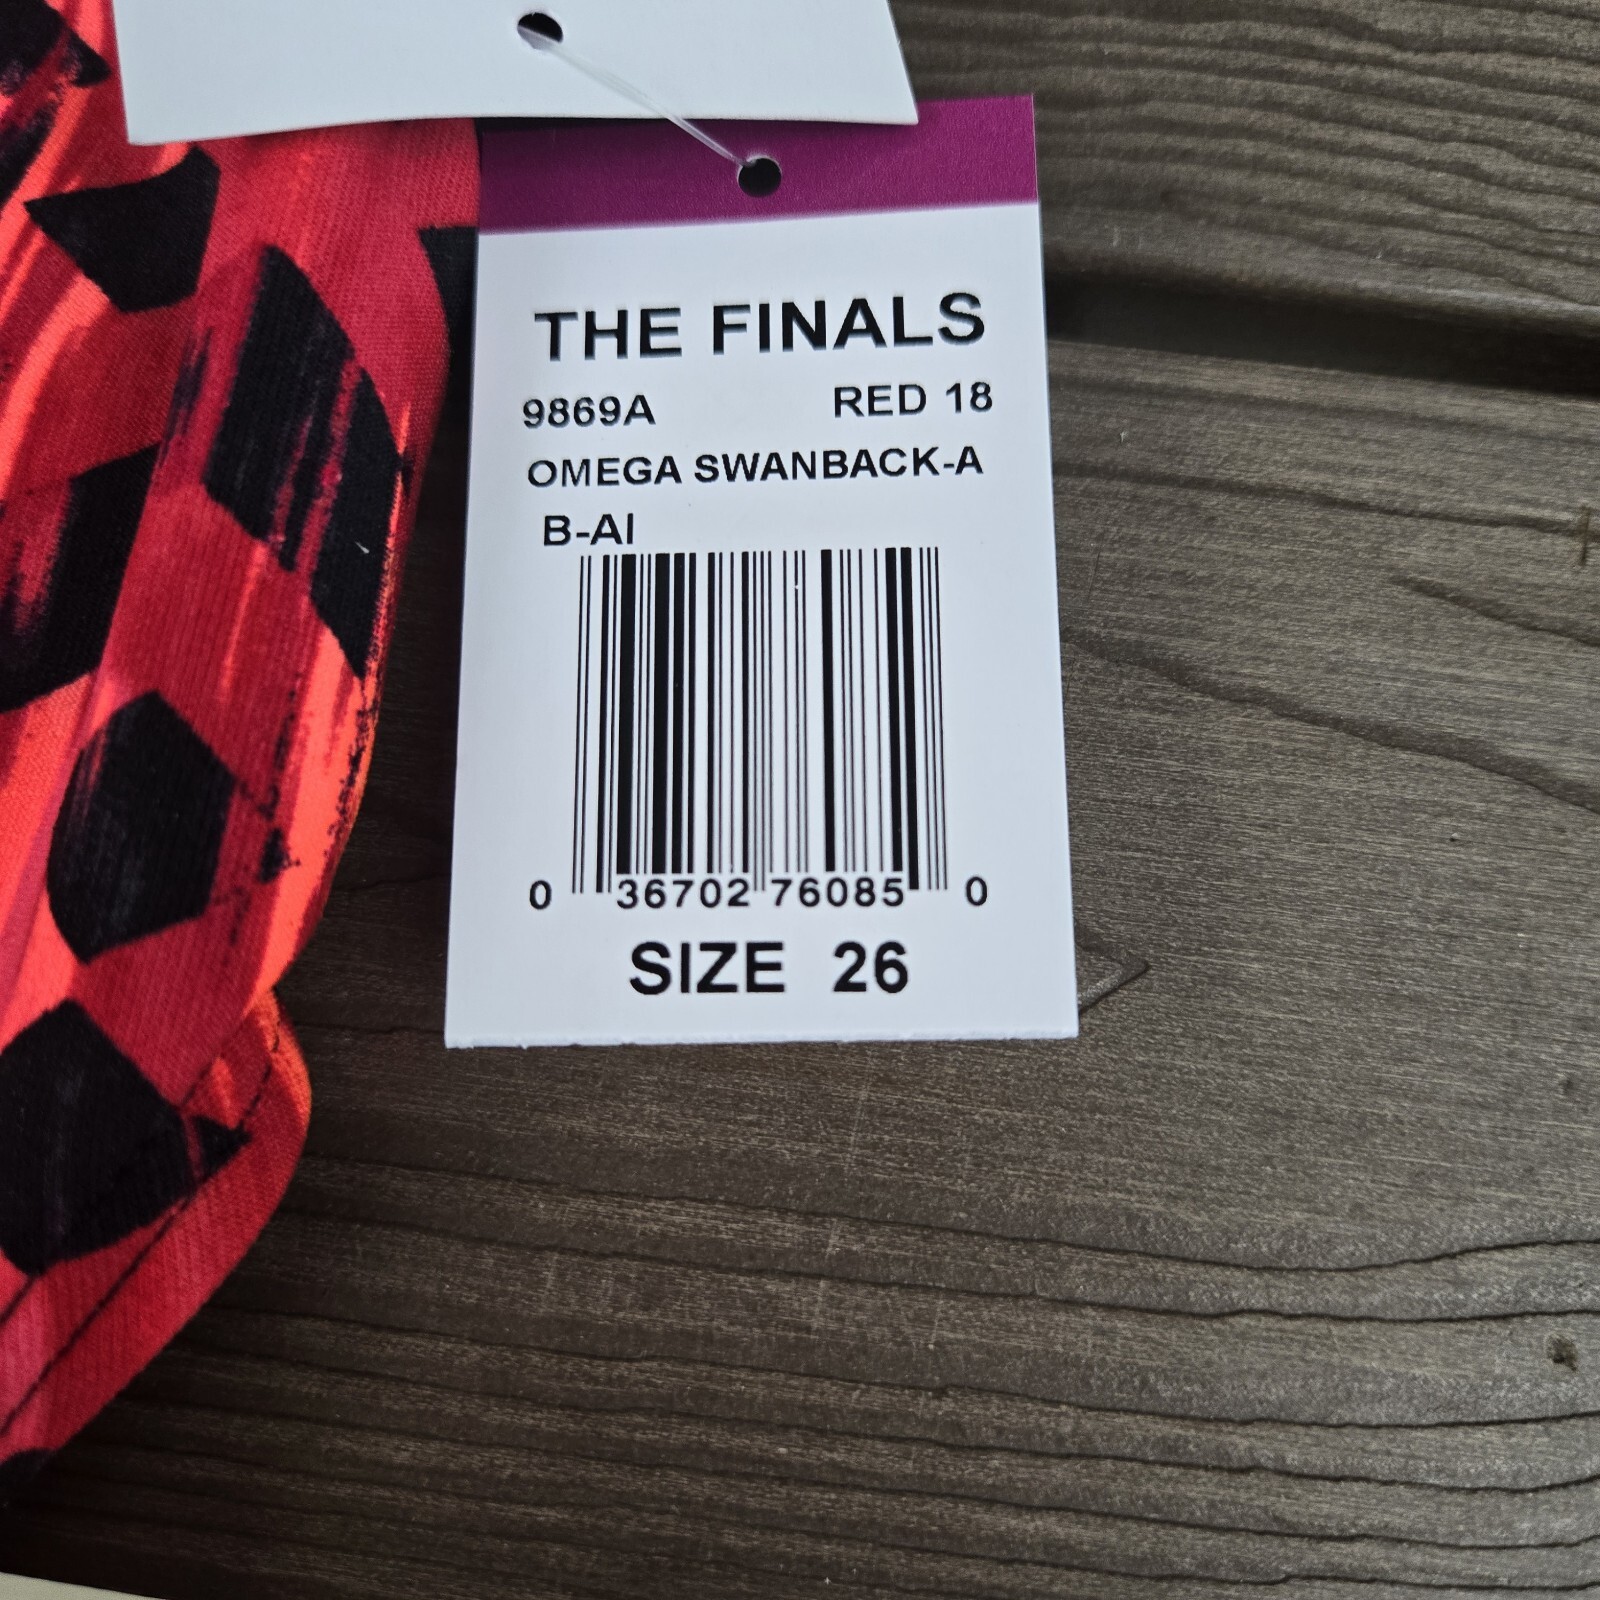 THE FINALS
9869A RED 18
OMEGA SWANBACK-A
B-AI
0 36702 76085 0
SIZE 26